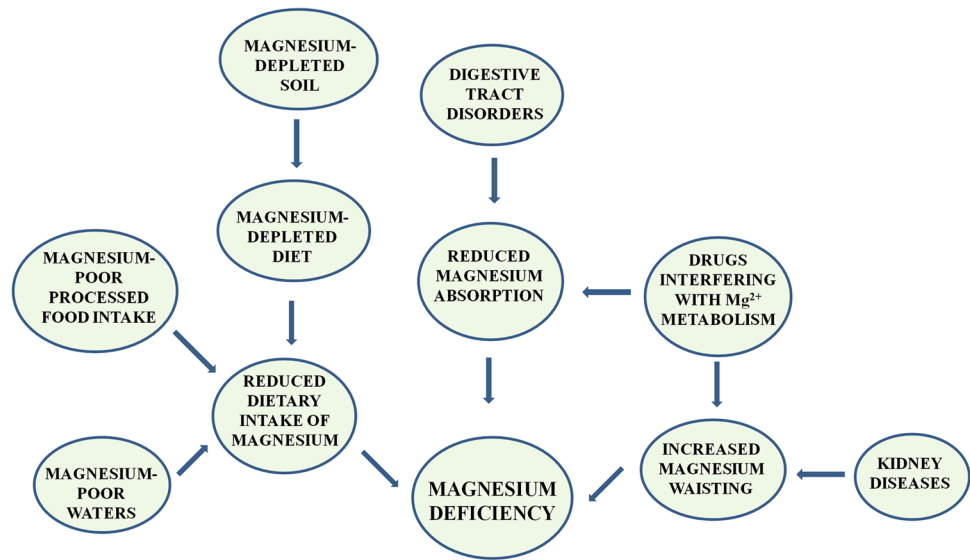 MAGNESIUM-
DEPLETED
SOIL
DIGESTIVE
TRACT
DISORDERS
MAGNESIUM-
DEPLETED
DIET
MAGNESIUM-
POOR
PROCESSED
FOOD INTAKE
REDUCED
MAGNESIUM
ABSORPTION
DRUGS
INTERFERING
WITH Mg²⁺
METABOLISM
REDUCED
DIETARY
INTAKE OF
MAGNESIUM
MAGNESIUM-
POOR
WATERS
MAGNESIUM
DEFICIENCY
INCREASED
MAGNESIUM
WAISTING
KIDNEY
DISEASES